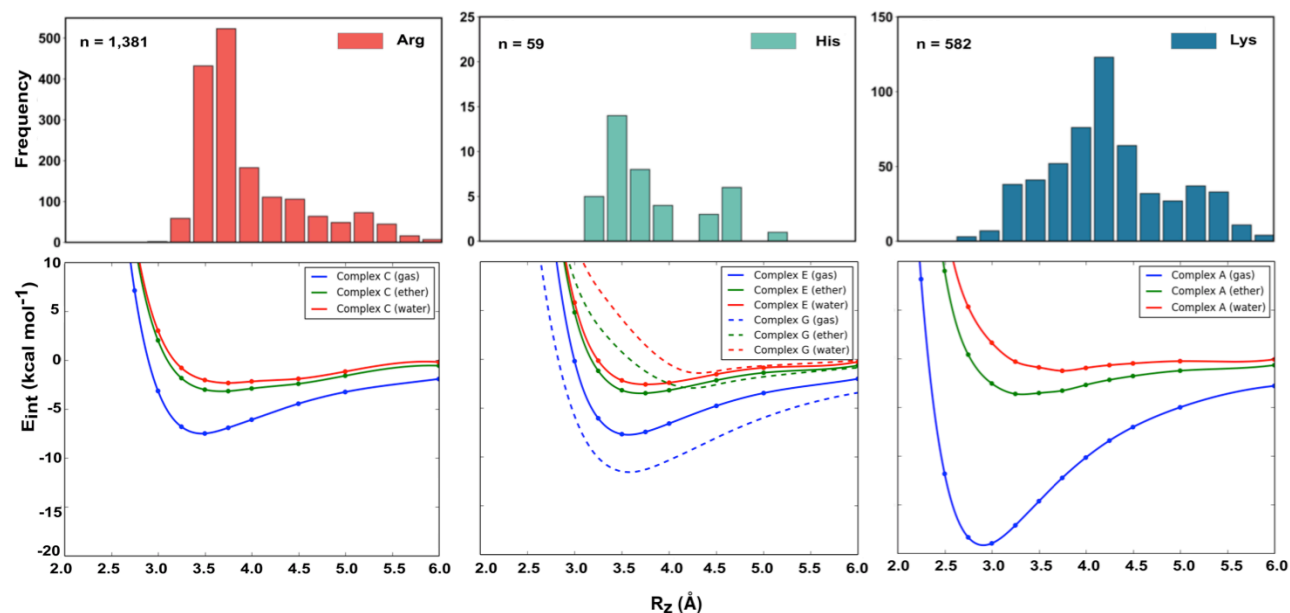 n = 1,381
Arg
n = 59
His
n = 582
Lys
Frequency
500
400
300
200
100
0
25
20
15
10
5
0
150
100
50
0
Complex C (gas)
Complex C (ether)
Complex C (water)
Complex E (gas)
Complex E (ether)
Complex E (water)
Complex G (gas)
Complex G (ether)
Complex G (water)
Complex A (gas)
Complex A (ether)
Complex A (water)
Eint (kcal mol⁻¹)
10
5
0
-5
-10
-15
-20
2.0 2.5 3.0 3.5 4.0 4.5 5.0 5.5 6.0
2.0 2.5 3.0 3.5 4.0 4.5 5.0 5.5 6.0
2.0 2.5 3.0 3.5 4.0 4.5 5.0 5.5 6.0
Rz (Å)